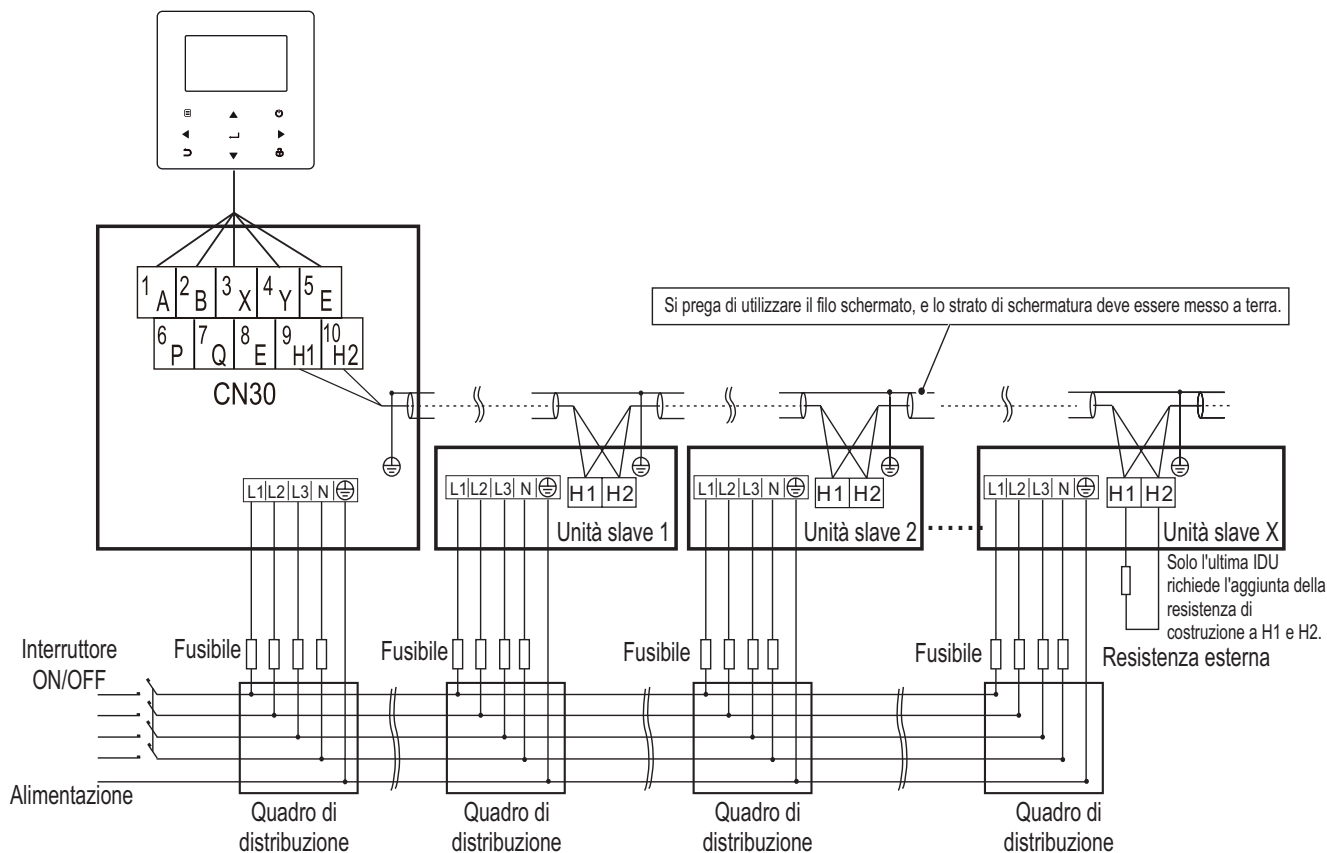 1 A 2 B 3 X 4 Y 5 E
6 P 7 Q 8 E 9 H1 10 H2
CN30
Si prega di utilizzare il filo schermato, e lo strato di schermatura deve essere messo a terra.
L1 L2 L3 N
L1 L2 L3 N
H1 H2
Unità slave 1
L1 L2 L3 N
H1 H2
Unità slave 2
......
L1 L2 L3 N
H1 H2
Unità slave X
Solo l'ultima IDU
richiede l'aggiunta della
resistenza di
costruzione a H1 e H2.
Resistenza esterna
Interruttore
ON/OFF
Fusibile
Fusibile
Fusibile
Fusibile
Alimentazione
Quadro di
distribuzione
Quadro di
distribuzione
Quadro di
distribuzione
Quadro di
distribuzione